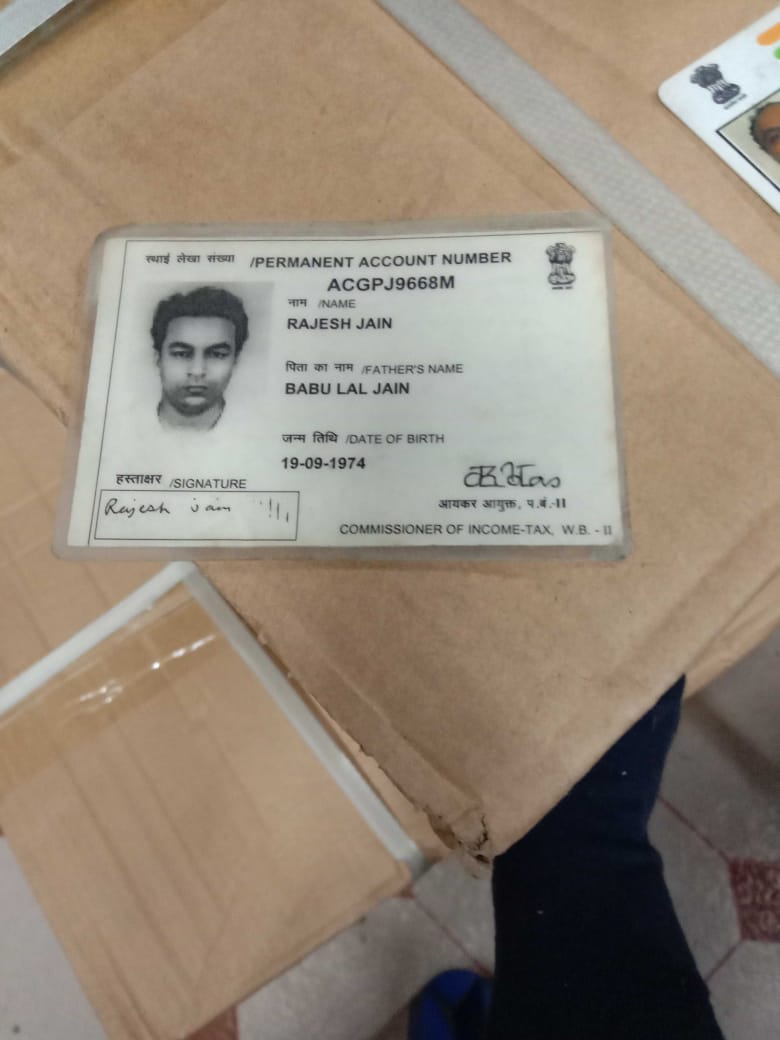 स्थाई लेखा संख्या /PERMANENT ACCOUNT NUMBER
ACGPJ9668M
नाम /NAME
RAJESH JAIN
पिता का नाम /FATHER'S NAME
BABU LAL JAIN
जन्म तिथि /DATE OF BIRTH
19-09-1974
हस्ताक्षर /SIGNATURE
Rajesh Jain
आयकर आयुक्त, प.बं.-II
COMMISSIONER OF INCOME-TAX, W.B. - II